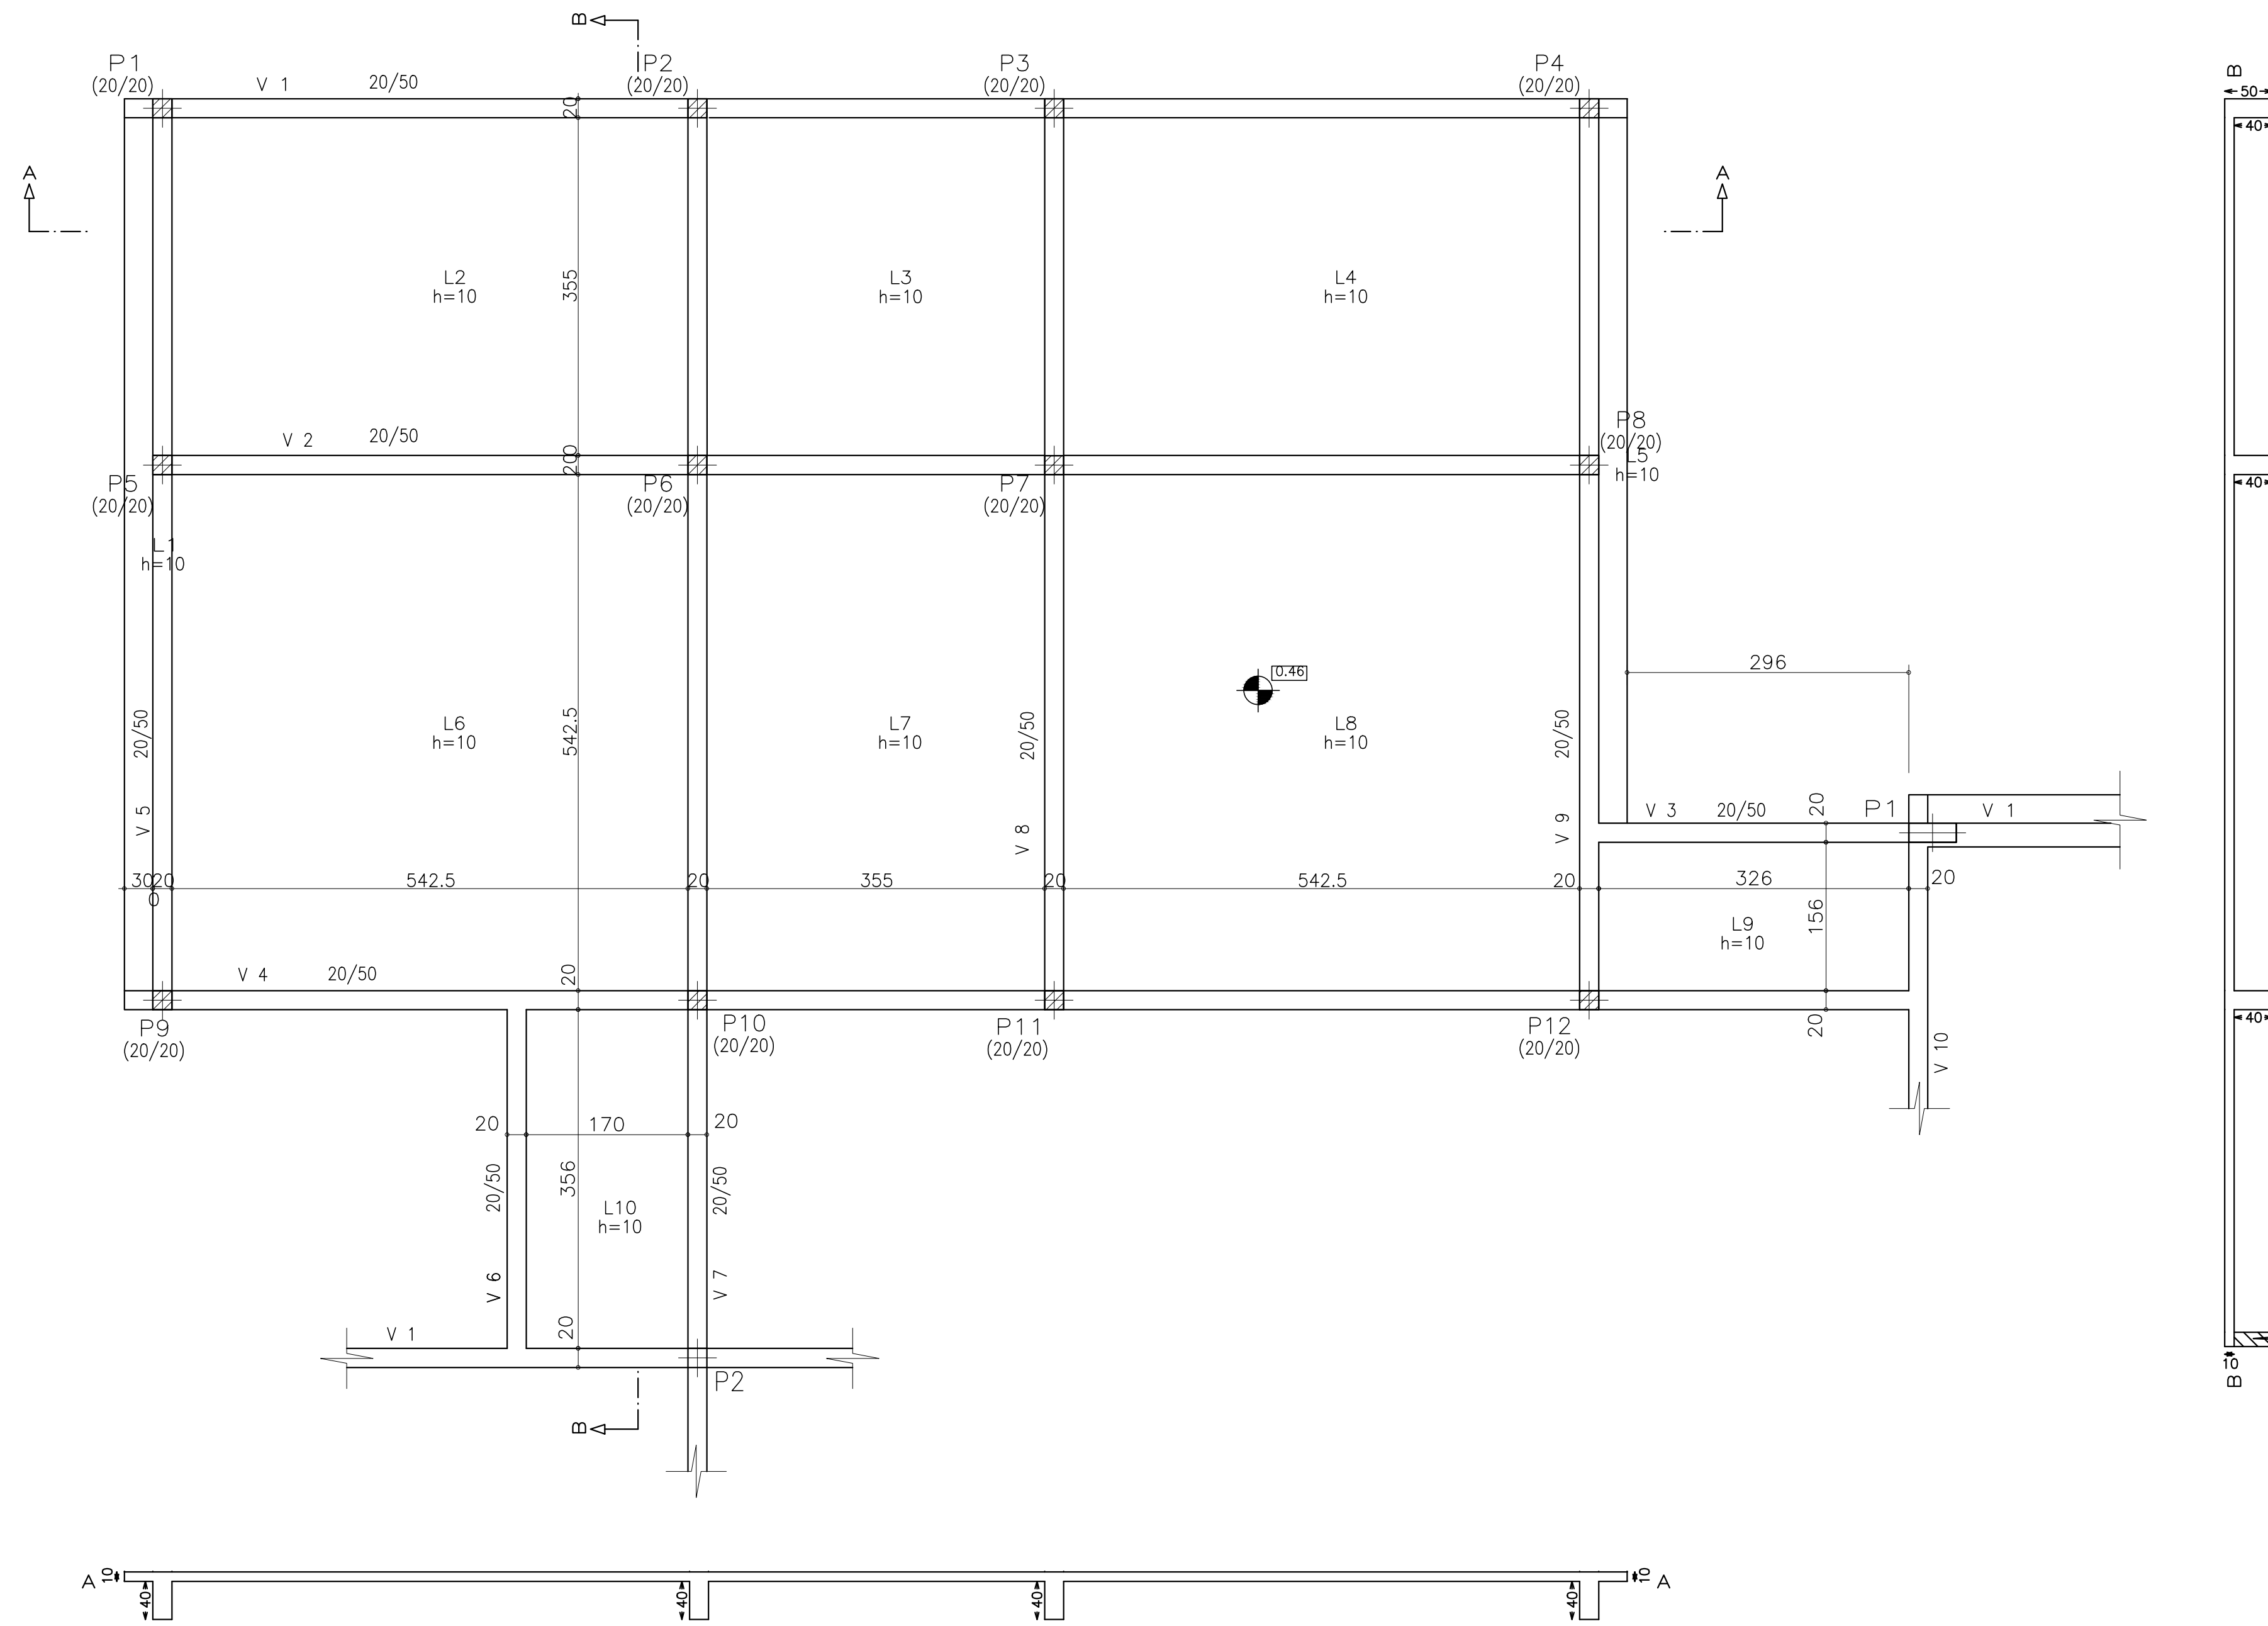 B
B
P1
(20/20)
V 1
20/50
P2
(20/20)
P3
(20/20)
P4
(20/20)
50
20
40
A
A
L2
h=10
355
L3
h=10
L4
h=10
V 2
20/50
200
P8
(20/20)
L5
h=10
P5
(20/20)
P6
(20/20)
P7
(20/20)
40
L1
h=10
296
0.46
20/50
L6
h=10
542.5
L7
h=10
20/50
L8
h=10
20/50
V 5
V 8
V 9
V 3
20/50
20
P1
V 1
30
20
0
542.5
20
355
20
542.5
20
326
20
156
L9
h=10
V 4
20/50
20
P9
(20/20)
P10
(20/20)
P11
(20/20)
P12
(20/20)
20
V 10
40
20
170
20
20/50
356
20/50
L10
h=10
V 6
V 7
V 1
20
P2
10
B
B
A
10
40
40
40
40
10
A